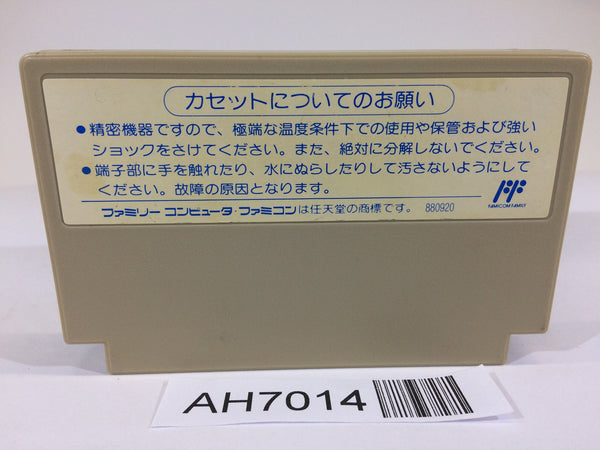 カセットについてのお願い
●精密機器ですので、極端な温度条件下での使用や保管および強い
ショックをさけてください。また、絶対に分解しないでください。
●端子部に手を触れたり、水にぬらしたりして汚さないようにして
ください。故障の原因となります。
FAMICOM FAMILY
ファミリーコンピュータ・ファミコンは任天堂の商標です。 880920
AH7014